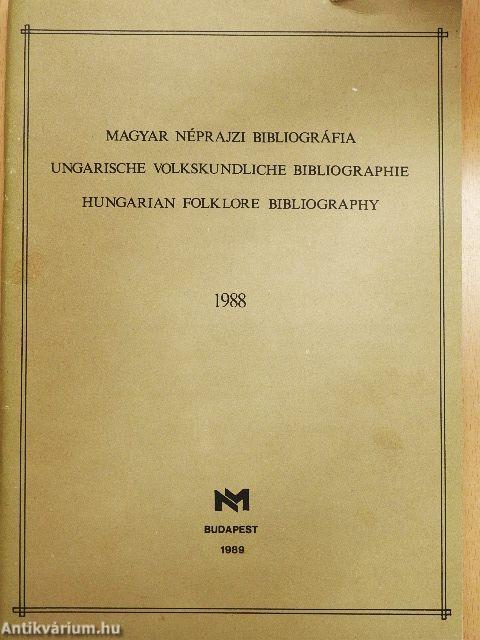 MAGYAR NÉPRAJZI BIBLIOGRÁFIA
UNGARISCHE VOLKSKUNDLICHE BIBLIOGRAPHIE
HUNGARIAN FOLKLORE BIBLIOGRAPHY
1988
NM
BUDAPEST
1989
Antikvárium.hu